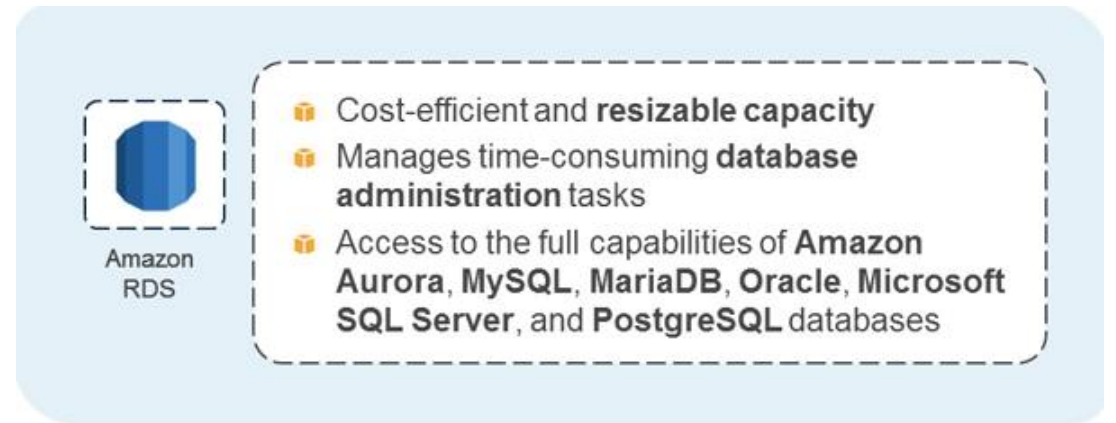 Amazon
RDS
Cost-efficient and resizable capacity
Manages time-consuming database
administration tasks
Access to the full capabilities of Amazon
Aurora, MySQL, MariaDB, Oracle, Microsoft
SQL Server, and PostgreSQL databases